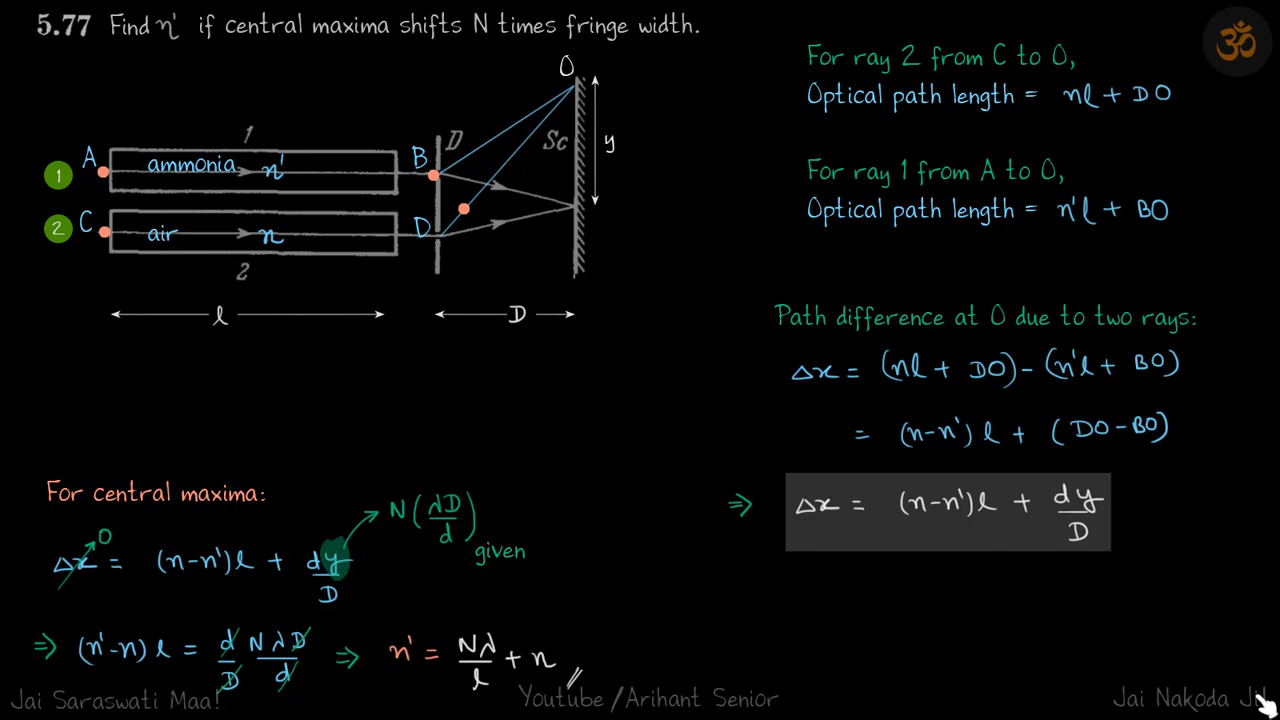 5.77 Find n' if central maxima shifts N times fringe width.
O
1
A ammonia n' B D Sc y
1
C air n D
2
2
l D
For ray 2 from C to O,
Optical path length = nl + DO
For ray 1 from A to O,
Optical path length = n'l + BO
Path difference at O due to two rays:
Δx = (nl + DO) - (n'l + BO)
= (n-n') l + (DO - BO)
⇒ Δx = (n-n')l + dy/D
For central maxima:
Δx → 0 = (n-n')l + dy/D → N(λD/d) given
⇒ (n'-n) l = d/D NλD/d ⇒ n' = Nλ/l + n //
Jai Saraswati Maa! Youtube /Arihant Senior Jai Nakoda Ji!
ॐ